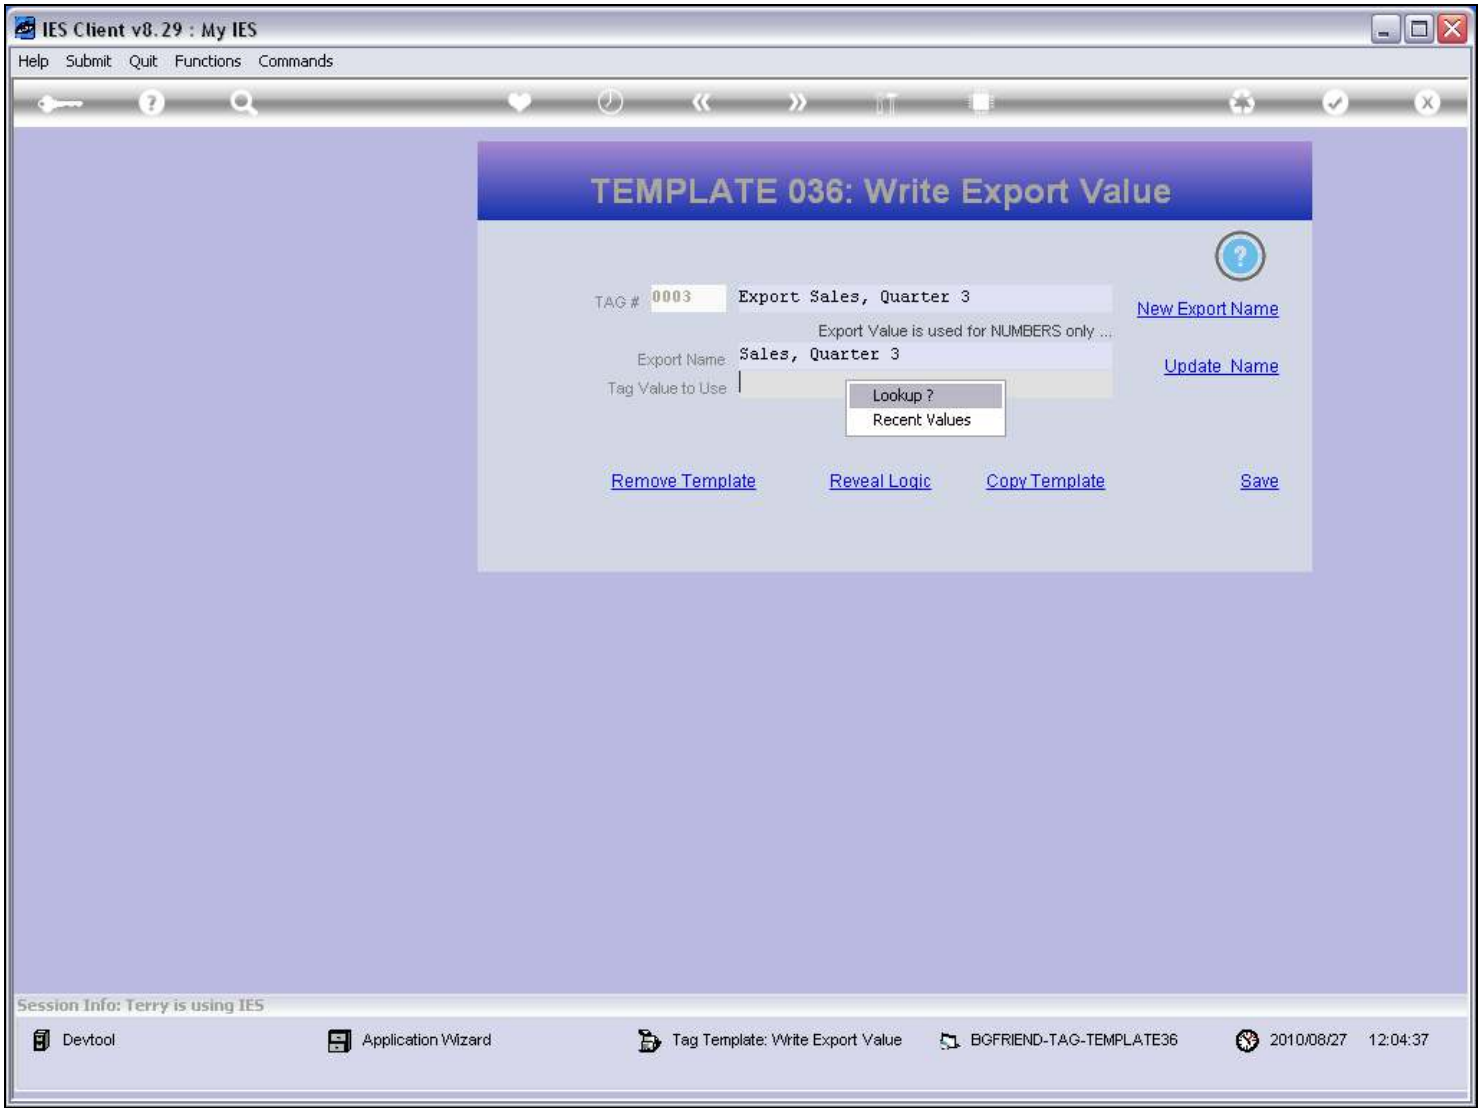 IES Client v8.29 : My IES
Help Submit Quit Functions Commands
TEMPLATE 036: Write Export Value
TAG # 0003 Export Sales, Quarter 3
New Export Name
Export Value is used for NUMBERS only ...
Export Name Sales, Quarter 3
Update Name
Tag Value to Use
Lookup ?
Recent Values
Remove Template Reveal Logic Copy Template Save
Session Info: Terry is using IES
Devtool Application Wizard Tag Template: Write Export Value BGFRIEND-TAG-TEMPLATE36 2010/08/27 12:04:37